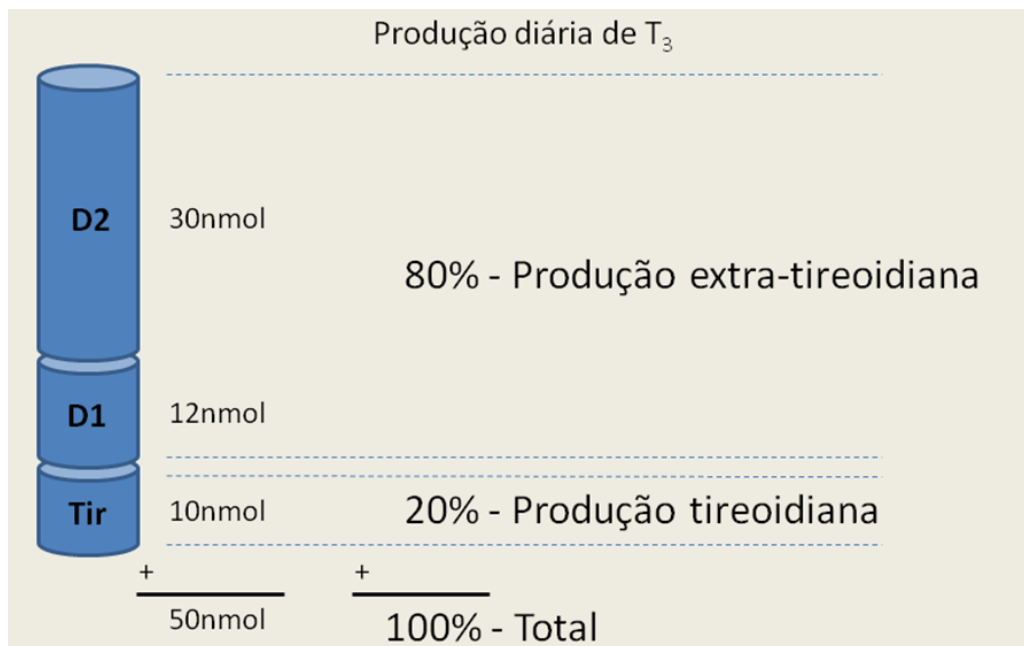 Produção diária de T₃
D2 30nmol
80% - Produção extra-tireoidiana
D1 12nmol
Tir 10nmol 20% - Produção tireoidiana
+ +
50nmol 100% - Total